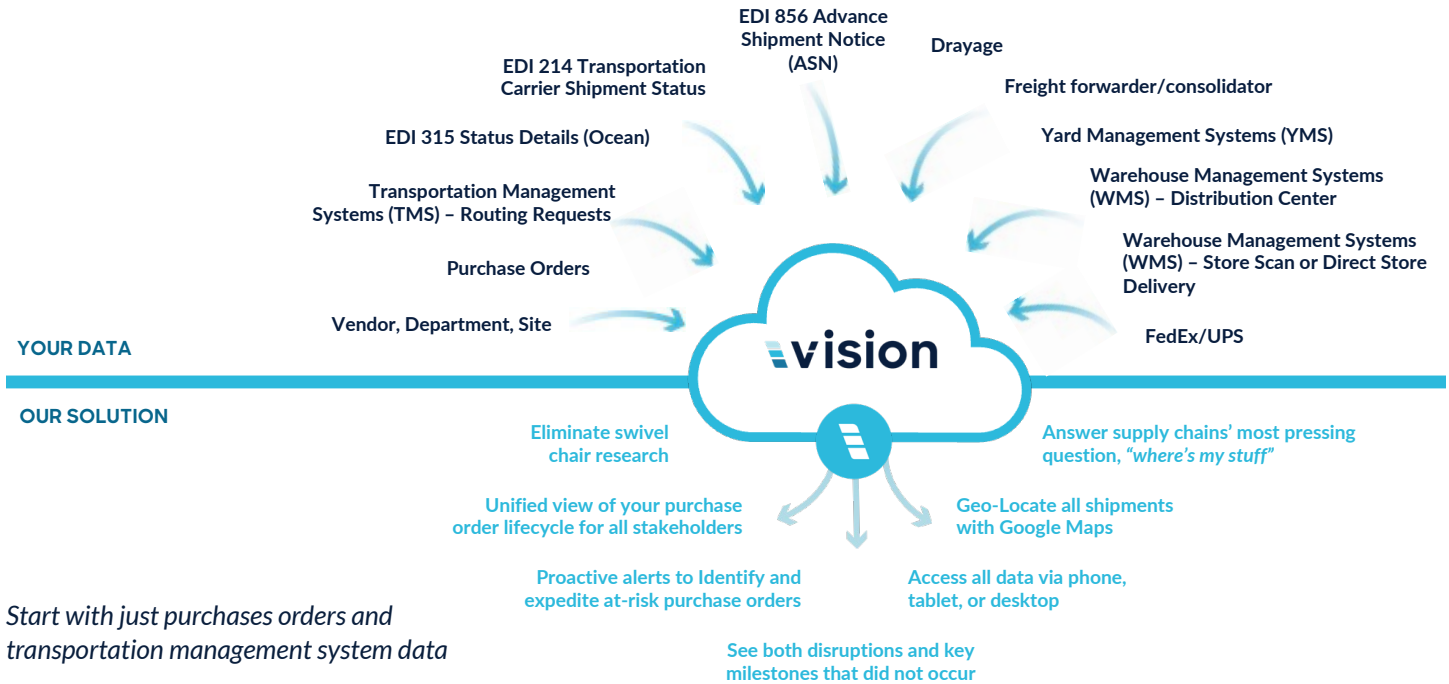 EDI 856 Advance
Shipment Notice
(ASN)
Drayage
EDI 214 Transportation
Carrier Shipment Status
Freight forwarder/consolidator
EDI 315 Status Details (Ocean)
Yard Management Systems (YMS)
Transportation Management
Systems (TMS) – Routing Requests
Warehouse Management Systems
(WMS) – Distribution Center
Purchase Orders
Warehouse Management Systems
(WMS) – Store Scan or Direct Store
Delivery
Vendor, Department, Site
FedEx/UPS
vision
YOUR DATA
OUR SOLUTION
Eliminate swivel
chair research
Answer supply chains’ most pressing
question, “where’s my stuff”
Unified view of your purchase
order lifecycle for all stakeholders
Geo-Locate all shipments
with Google Maps
Proactive alerts to Identify and
expedite at-risk purchase orders
Access all data via phone,
tablet, or desktop
Start with just purchases orders and
transportation management system data
See both disruptions and key
milestones that did not occur